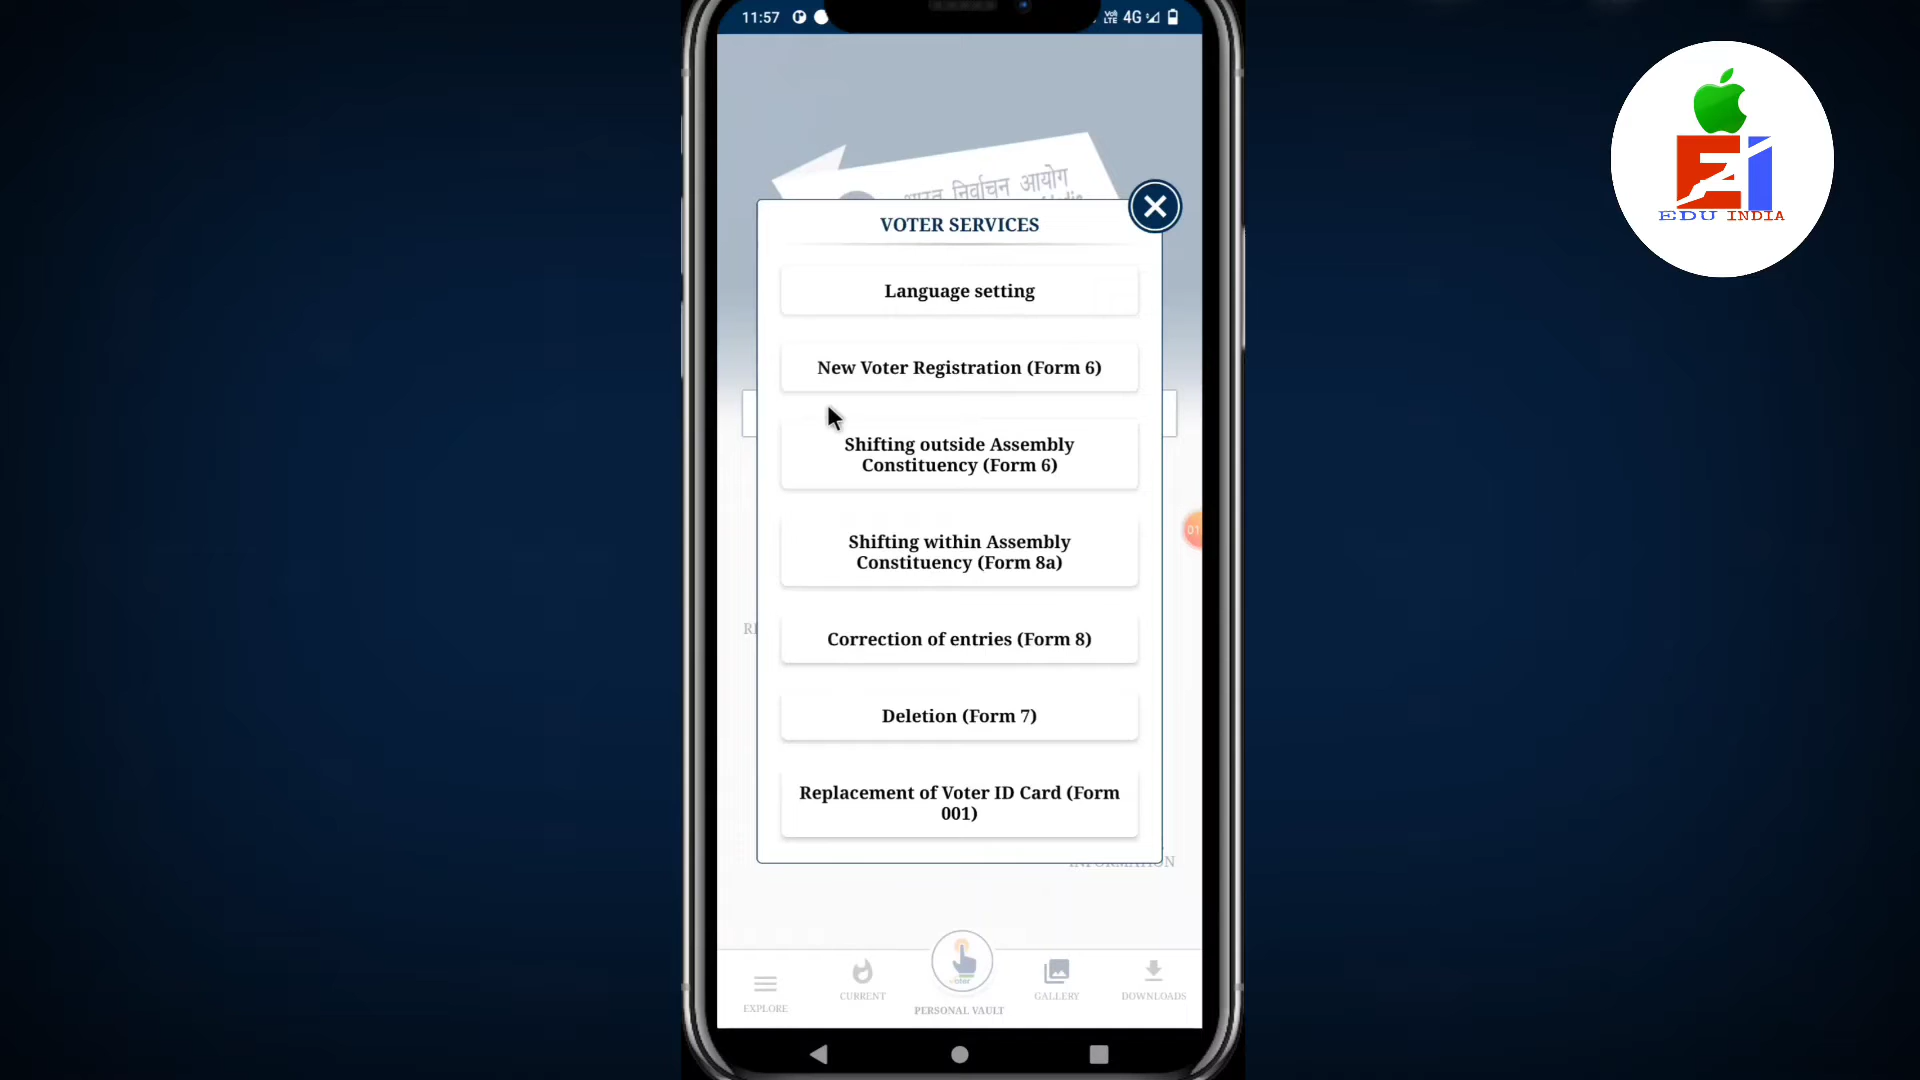 11:57
4G
भारत निर्वाचन आयोग
VOTER SERVICES
Language setting
New Voter Registration (Form 6)
Shifting outside Assembly
Constituency (Form 6)
Shifting within Assembly
Constituency (Form 8a)
Correction of entries (Form 8)
Deletion (Form 7)
Replacement of Voter ID Card (Form
001)
INFORMATION
EXPLORE
CURRENT
PERSONAL VAULT
GALLERY
DOWNLOADS
EDU INDIA